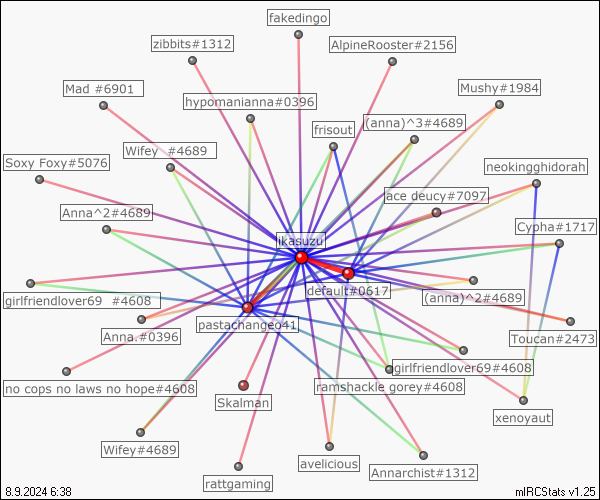 fakedingo
zibbits#1312
AlpineRooster#2156
Mad #6901
Mushy#1984
hypomanianna#0396
frisout
(anna)^3#4689
Wifey #4689
Soxy Foxy#5076
neokingghidorah
ace deucy#7097
Anna^2#4689
Cypha#1717
ikasuzu
default#0617
girlfriendlover69 #4608
(anna)^2#4689
pastachangeo41
Anna.#0396
Toucan#2473
girlfriendlover69#4608
no cops no laws no hope#4608
ramshackle gorey#4608
Skalman
xenoyaut
Wifey#4689
avelicious
Annarchist#1312
rattgaming
8.9.2024 6:38
mIRCStats v1.25